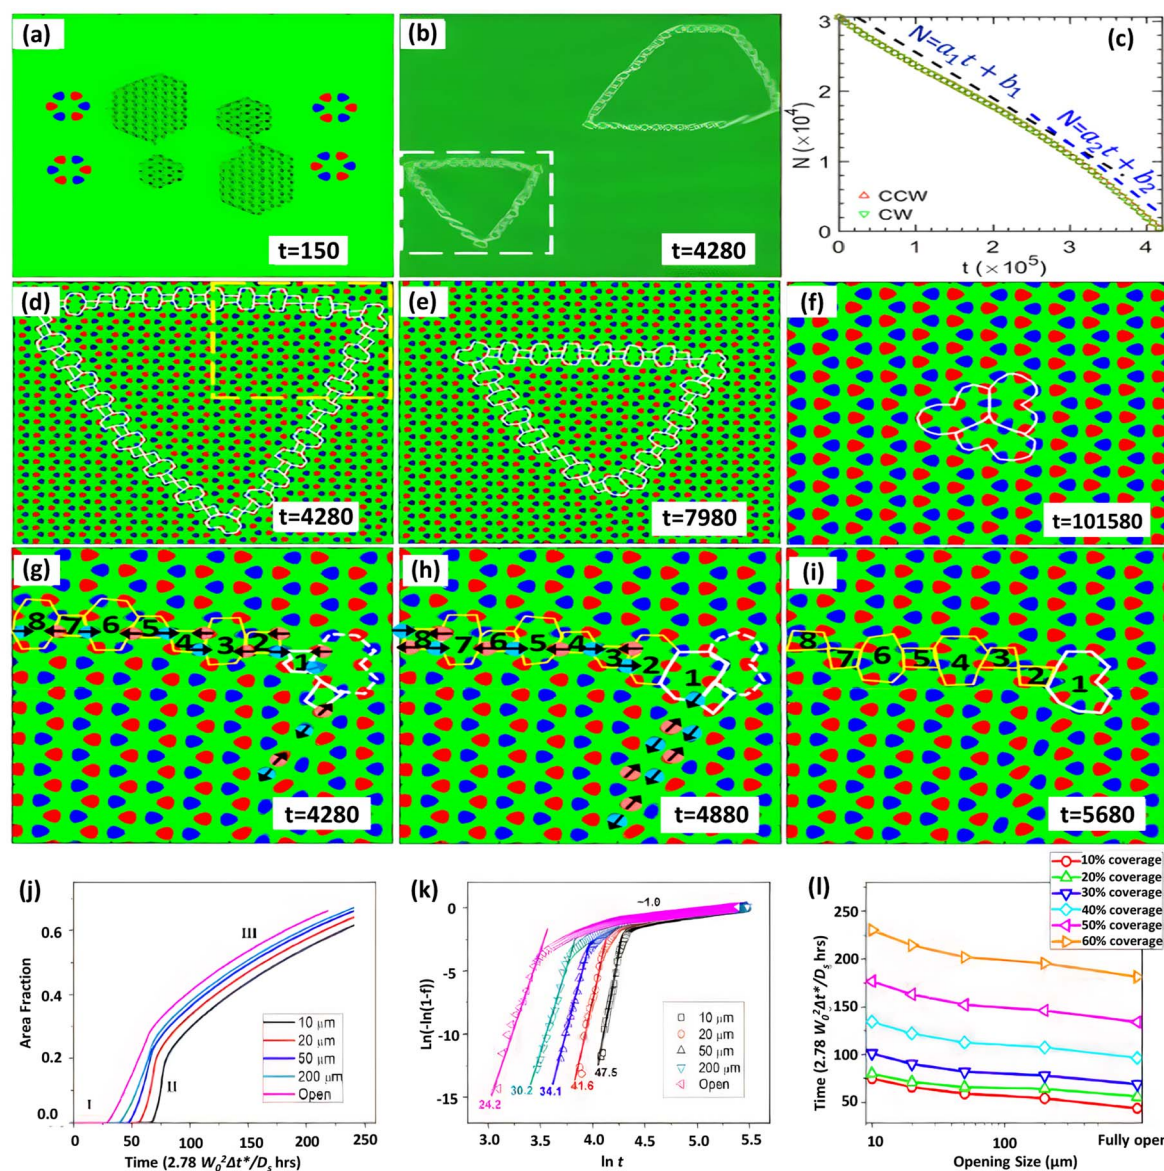 (a)
t=150
(b)
t=4280
(c)
N (×10⁴)
3
2
1
0
N=a₁t + b₁
N=a₂t + b₂
CCW
CW
0 1 2 3 4
t (×10⁵)
(d)
t=4280
(e)
t=7980
(f)
t=101580
(g)
8 7 6 5 4 3 2 1
t=4280
(h)
8 7 6 5 4 3 2 1
t=4880
(i)
8 7 6 5 4 3 2 1
t=5680
(j)
Area Fraction
0.6
0.4
0.2
0.0
I
II
III
10 μm
20 μm
50 μm
200 μm
Open
0 50 100 150 200 250
Time (2.78 W₀²Δt*/Dₛ hrs)
(k)
Ln(-ln(1-f))
0
-5
-10
-15
~1.0
10 μm
20 μm
50 μm
200 μm
Open
24.2
30.2
34.1
41.6
47.5
3.0 3.5 4.0 4.5 5.0 5.5
ln t
(l)
10% coverage
20% coverage
30% coverage
40% coverage
50% coverage
60% coverage
Time (2.78 W₀²Δt*/Dₛ hrs)
250
200
150
100
50
10 100 Fully open
Opening Size (μm)